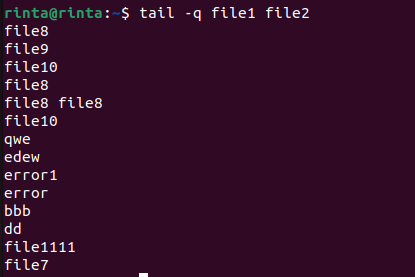 rinta@rinta:~$ tail -q file1 file2
file8
file9
file10
file8
file8 file8
file10
qwe
edew
error1
error
bbb
dd
file1111
file7